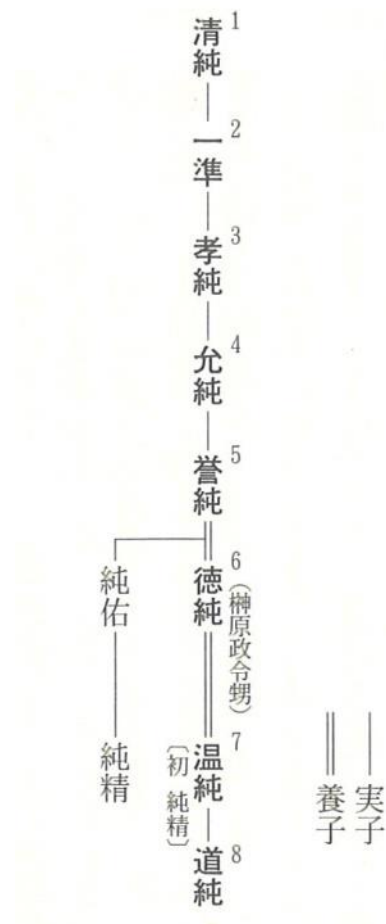 実子
養子
1 清純
2 一準
3 孝純
4 允純
5 誉純
6 徳純
(榊原政令甥)
7 温純
〔初 純精〕
8 道純
純佑
純精